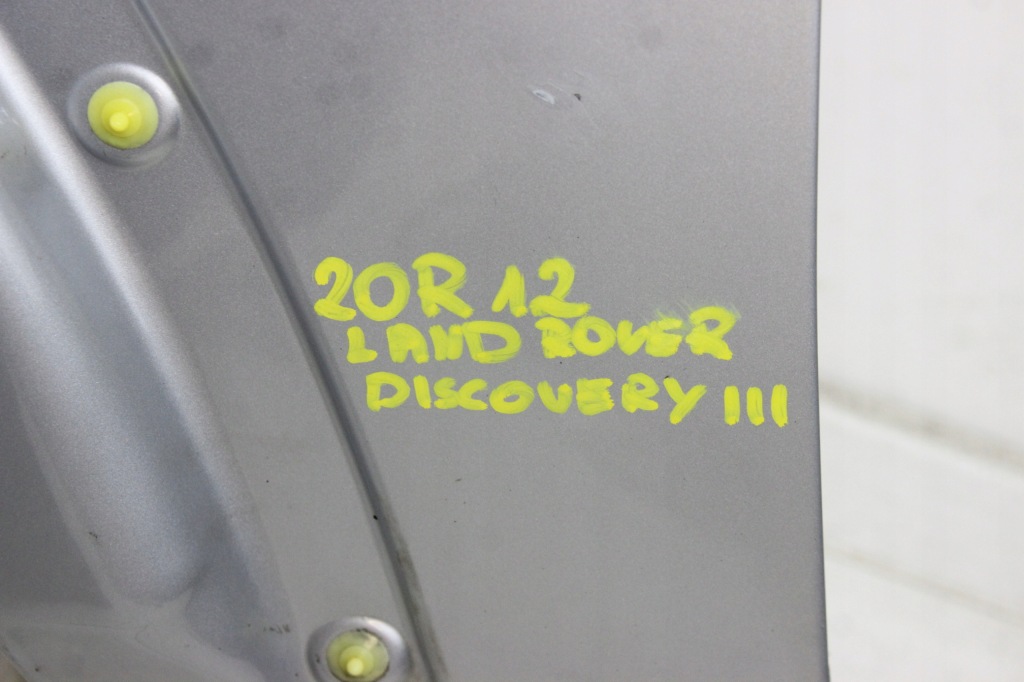 20R 12
LAND ROVER
DISCOVERY III